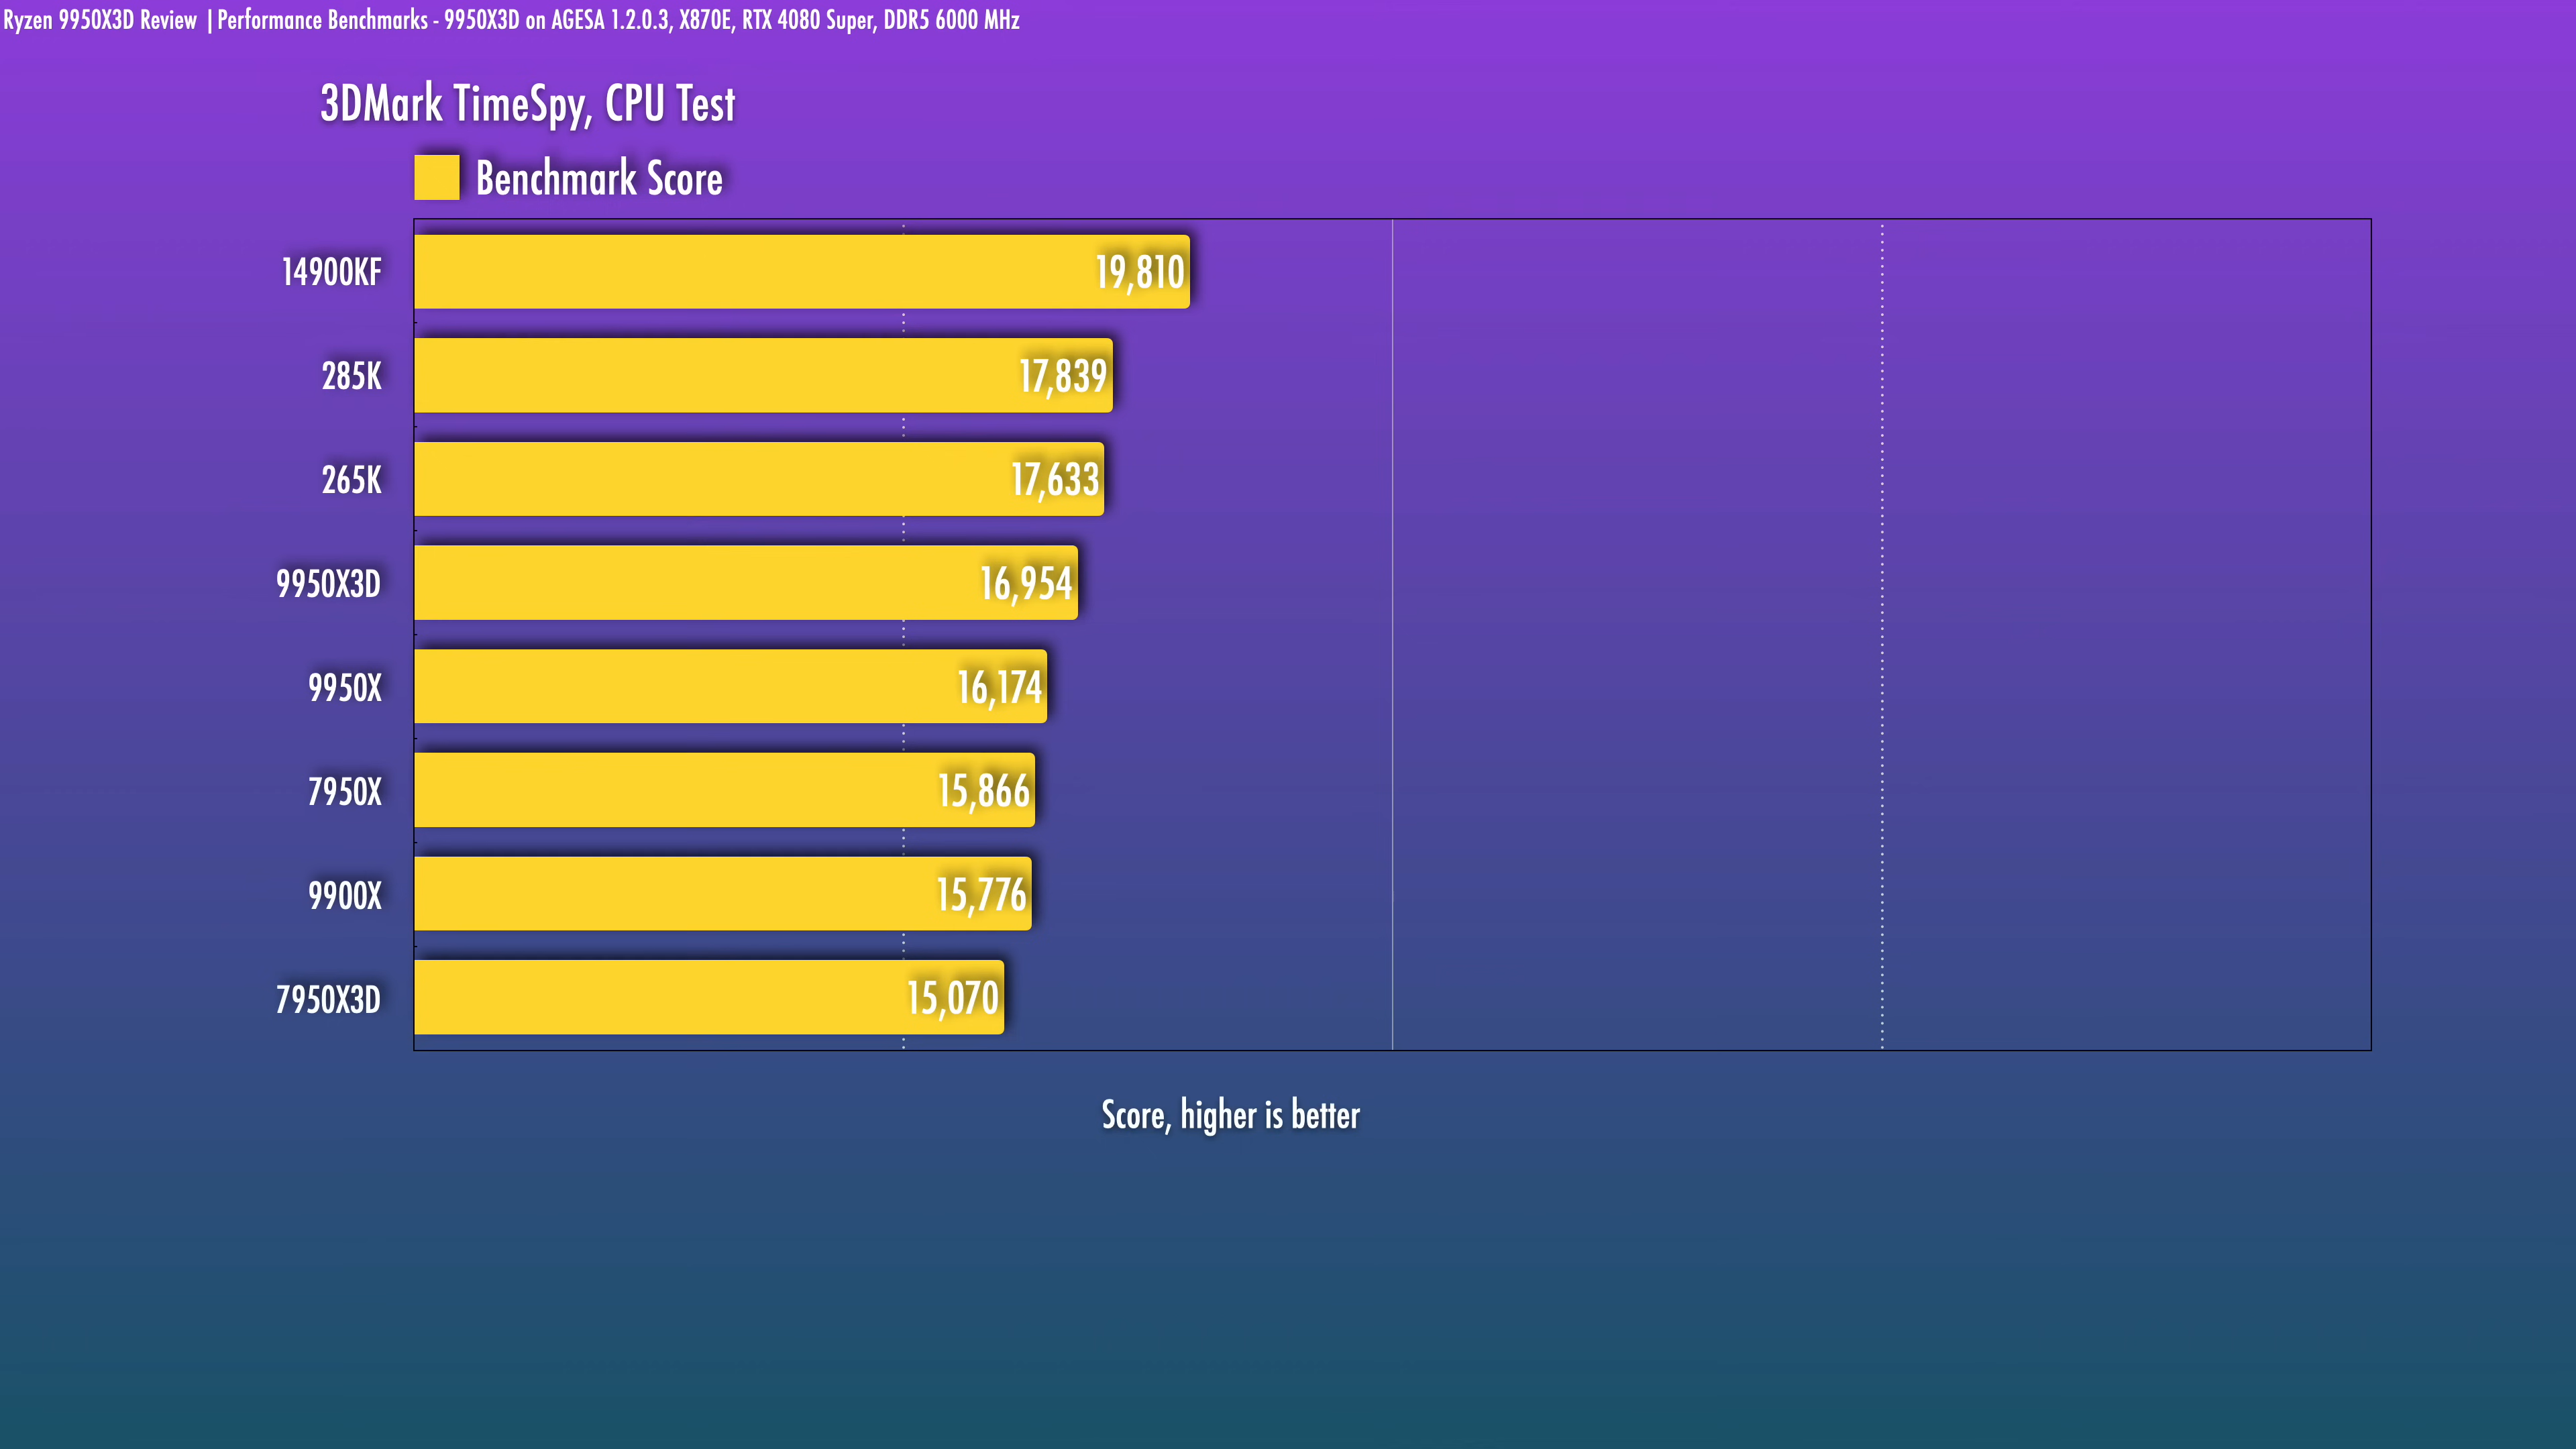 Ryzen 9950X3D Review | Performance Benchmarks - 9950X3D on AGESA 1.2.0.3, X870E, RTX 4080 Super, DDR5 6000 MHz
3DMark TimeSpy, CPU Test
Benchmark Score
14900KF 19,810
285K 17,839
265K 17,633
9950X3D 16,954
9950X 16,174
7950X 15,866
9900X 15,776
7950X3D 15,070
Score, higher is better